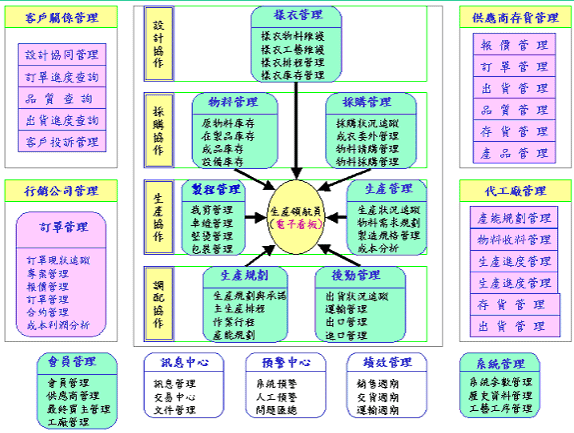 客戶關係管理
設計協同管理
訂單進度查詢
品質查詢
出貨進度查詢
客戶投訴管理
行銷公司管理
訂單管理
訂單現狀追蹤
專案管理
報價管理
訂單管理
合約管理
成本利潤分析
設計協作
樣衣管理
樣衣物料維護
樣衣工藝維護
樣衣排程管理
樣衣庫存管理
採購協作
物料管理
原物料庫存
在製品庫存
成品庫存
設備庫存
採購管理
採購狀況追蹤
成衣委外管理
物料請購管理
物料採購管理
生產協作
製程管理
裁剪管理
車縫管理
整燙管理
包裝管理
生產領航員
(電子看板)
生產管理
生產狀況追蹤
物料需求規劃
製造規格管理
成本分析
調配協作
生產規劃
生產規劃與承諾
主生產排程
作業行程
產能規劃
後勤管理
出貨狀況追蹤
運輸管理
出口管理
進口管理
供應商存貨管理
報價管理
訂單管理
出貨管理
品質管理
存貨管理
產品管理
代工廠管理
產能規劃管理
物料收料管理
生產進度管理
生產進度管理
存貨管理
出貨管理
會員管理
會員管理
供應商管理
最終買主管理
工廠管理
訊息中心
訊息管理
交易中心
文件管理
預警中心
系統預警
人工預警
問題匯總
績效管理
銷售週期
交貨週期
運輸週期
系統管理
系統參數管理
歷史資料管理
工藝工序管理